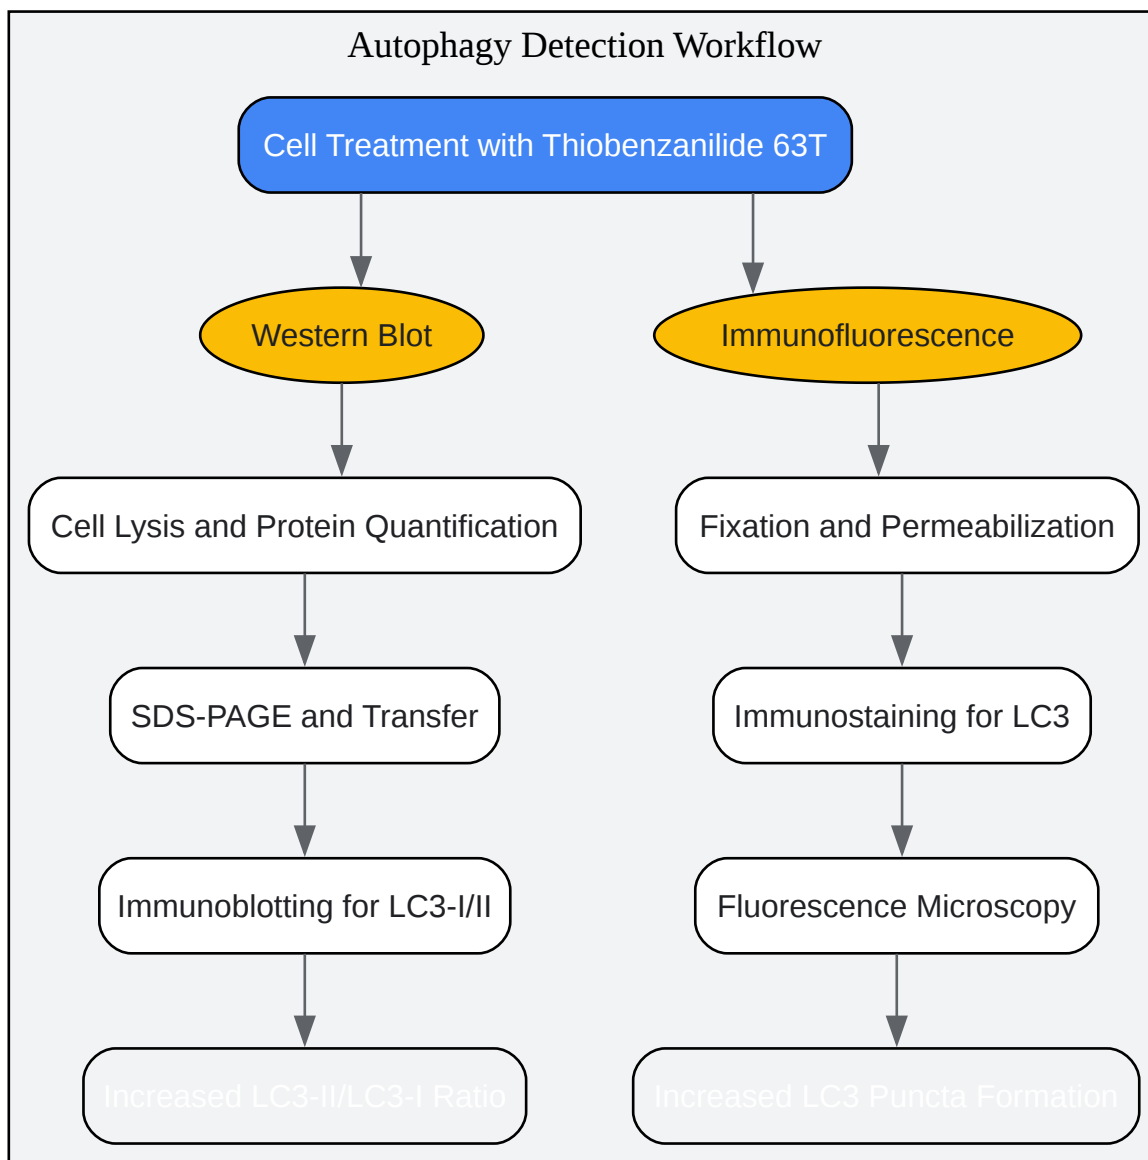 Autophagy Detection Workflow
Cell Treatment with Thiobenzanilide 63T
Western Blot
Immunofluorescence
Cell Lysis and Protein Quantification
Fixation and Permeabilization
SDS-PAGE and Transfer
Immunostaining for LC3
Immunoblotting for LC3-I/II
Fluorescence Microscopy
Increased LC3-II/LC3-I Ratio
Increased LC3 Puncta Formation